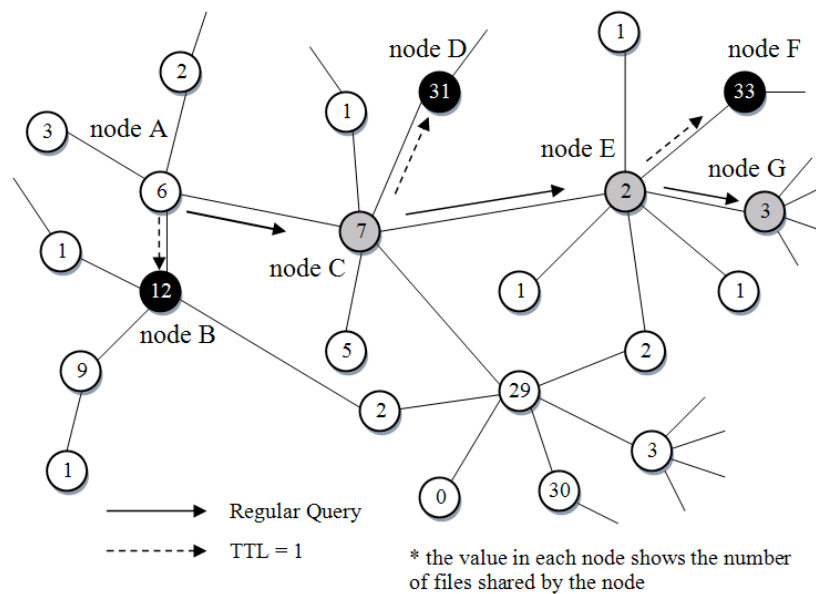 1
node D
node F
2
31
33
node A
3
1
node E
node G
6
2
3
7
1
node C
12
1
1
node B
5
2
9
29
2
3
1
0
30
Regular Query
TTL = 1
* the value in each node shows the number
of files shared by the node